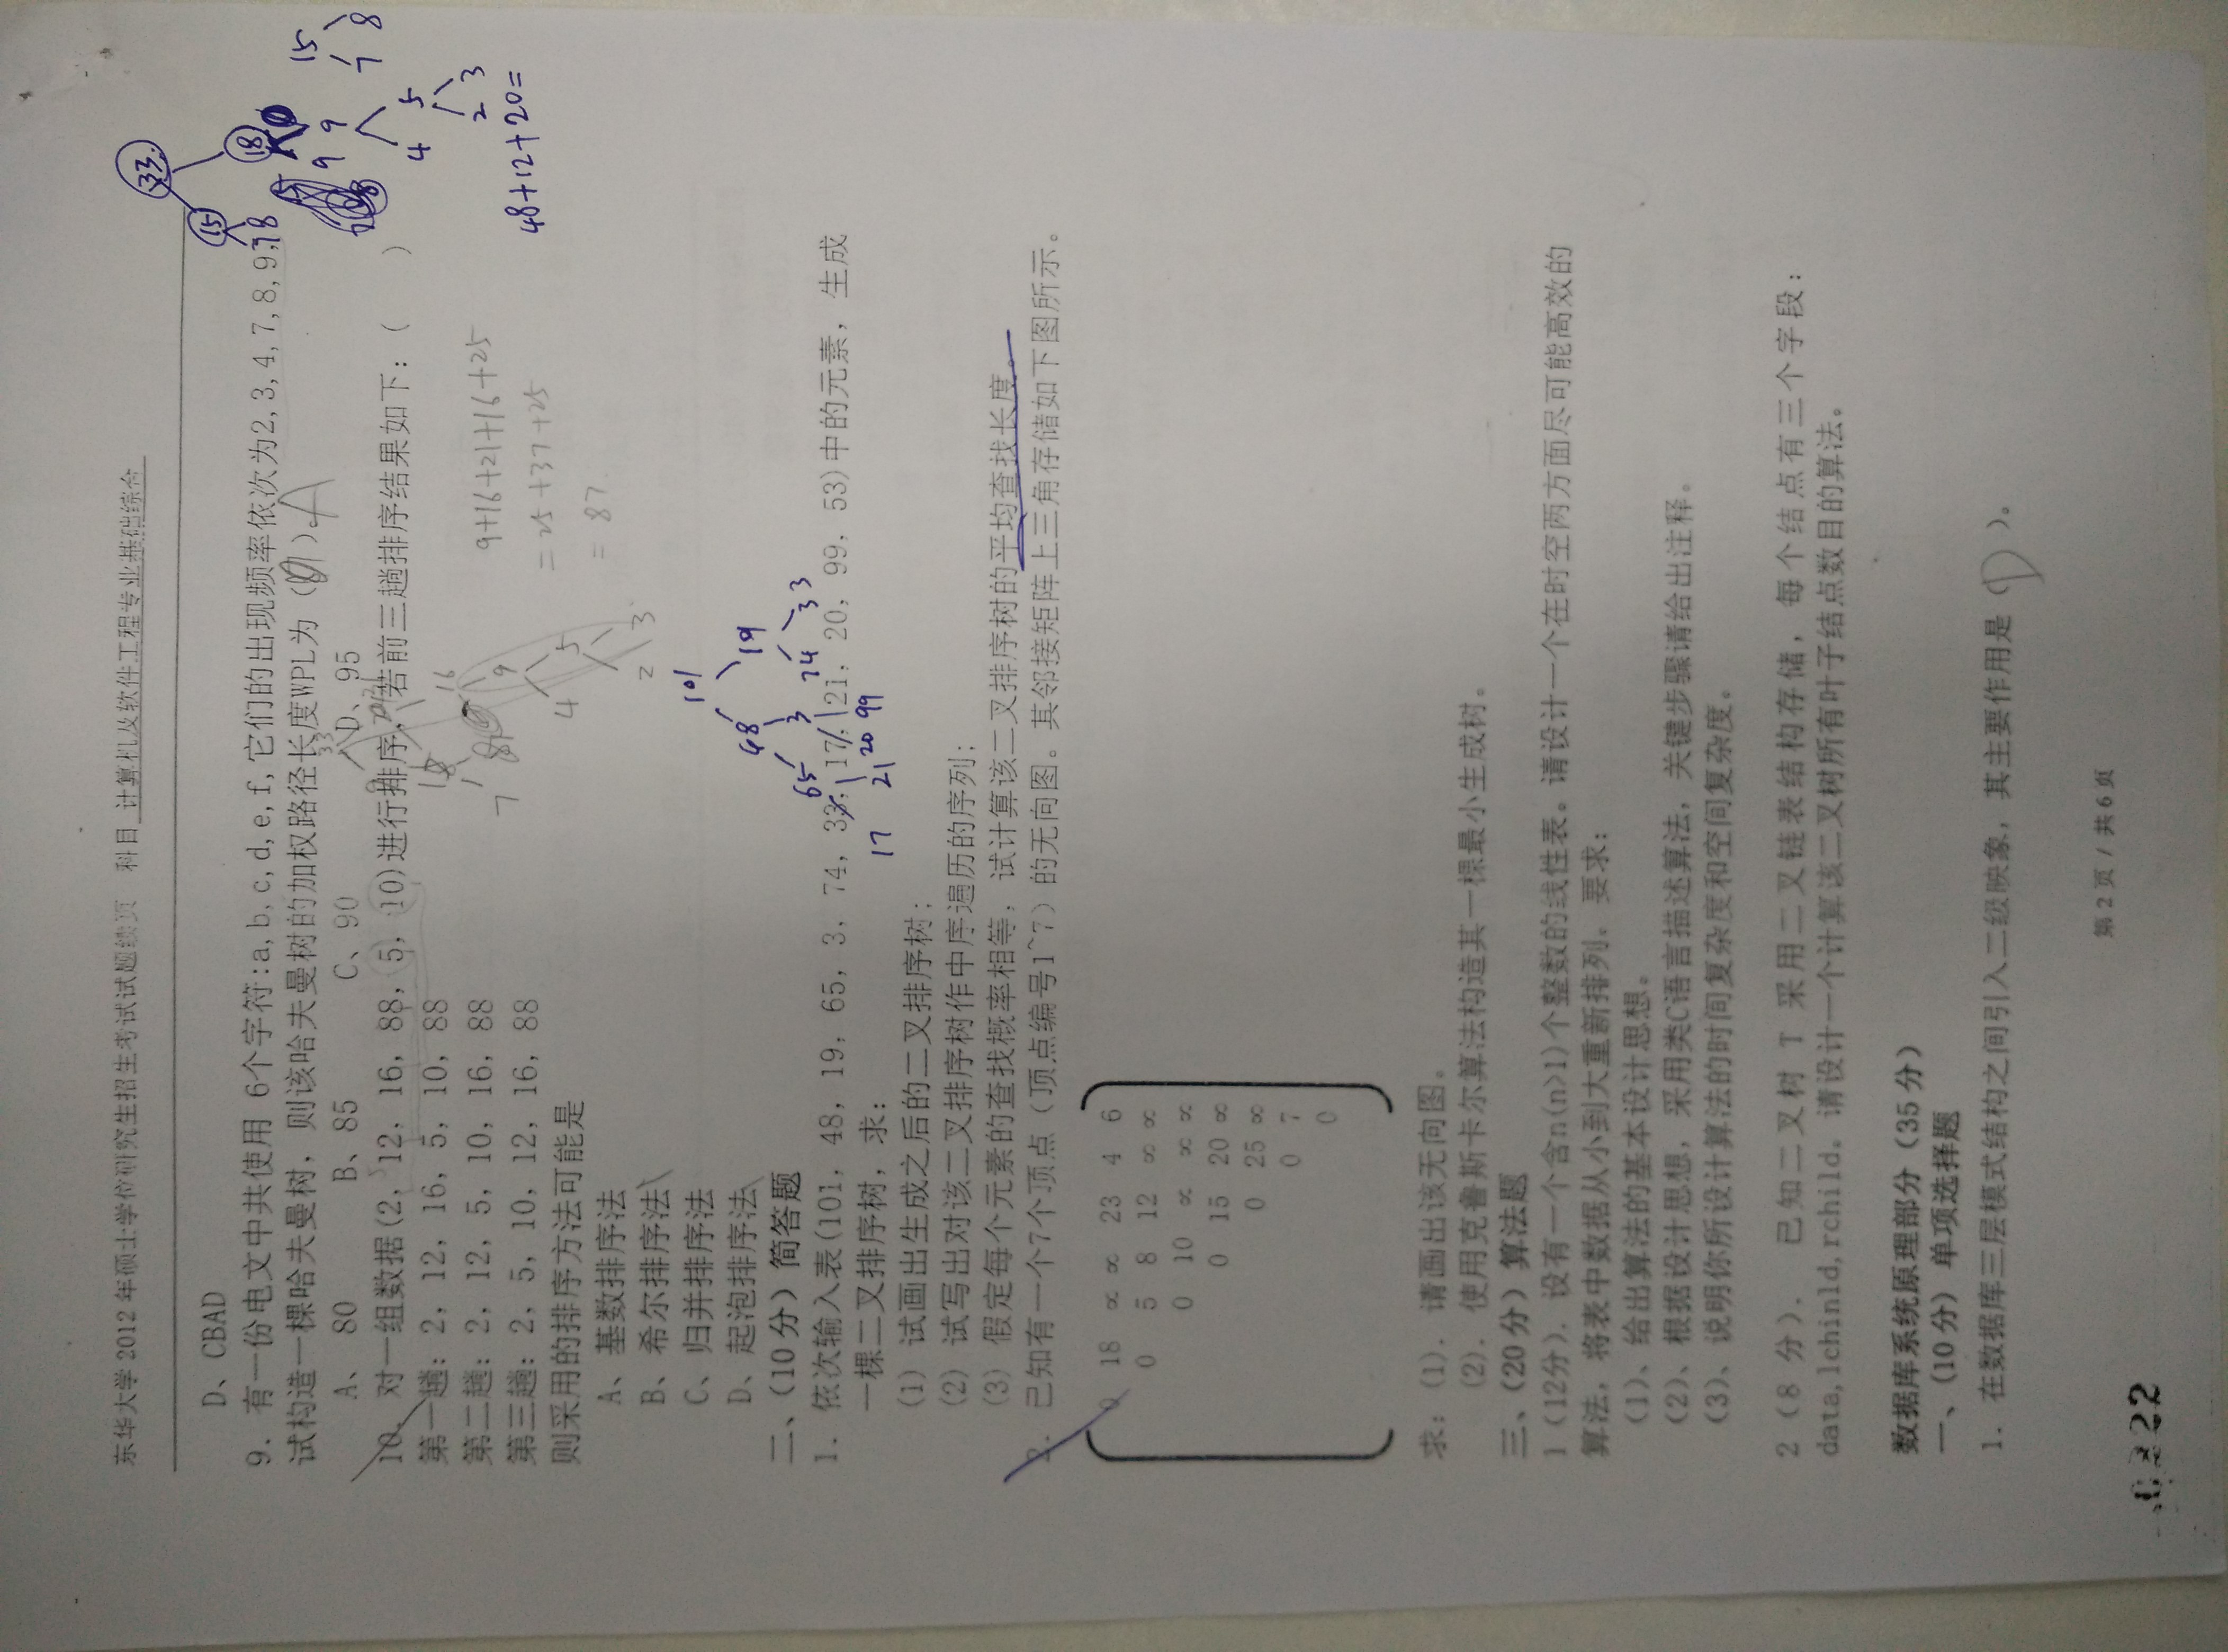 东华大学 2012 年硕士学位研究生招生考试试题续页 科目 计算机及软件工程专业基础综合
D、CBAD
9. 有一份电文中共使用 6个字符:a,b,c,d,e,f,它们的出现频率依次为2,3,4,7,8,9,
试构造一棵哈夫曼树，则该哈夫曼树的加权路径长度WPL为（ ）A
A、80 B、85 C、90 D、95
10. 对一组数据(2, 12, 16, 88, 5, 10)进行排序，若前三趟排序结果如下：（ ）
第一趟：2, 12, 16, 5, 10, 88
第二趟：2, 12, 5, 10, 16, 88
第三趟：2, 5, 10, 12, 16, 88
则采用的排序方法可能是
A、 基数排序法
B、 希尔排序法
C、 归并排序法
D、 起泡排序法
二、（10分）简答题
1. 依次输入表(101, 48, 19, 65, 3, 74, 33, 17, 21, 20, 99, 53)中的元素，生成
一棵二叉排序树，求：
(1) 试画出生成之后的二叉排序树；
(2) 试写出对该二叉排序树作中序遍历的序列；
(3) 假定每个元素的查找概率相等，试计算该二叉排序树的平均查找长度。
2. 已知有一个7个顶点（顶点编号1~7）的无向图。其邻接矩阵上三角存储如下图所示。
0 18 ∝ ∝ 23 4 6
0 5 8 12 ∝ ∝
0 10 ∝ ∝ ∝
0 15 20 ∝
0 25 ∝
0 7
0
求：（1）. 请画出该无向图。
（2）. 使用克鲁斯卡尔算法构造其一棵最小生成树。
三、（20分）算法题
1（12分）. 设有一个含n(n>1)个整数的线性表。请设计一个在时空两方面尽可能高效的
算法，将表中数据从小到大重新排列。要求：
（1）、给出算法的基本设计思想。
（2）、根据设计思想，采用类C语言描述算法，关键步骤请给出注释。
（3）、说明你所设计算法的时间复杂度和空间复杂度。
2（8 分）. 已知二叉树 T 采用二叉链表结构存储，每个结点有三个字段：
data,lchinld,rchild。请设计一个计算该二叉树所有叶子结点数目的算法。
数据库系统原理部分（35分）
一、（10分）单项选择题
1. 在数据库三层模式结构之间引入二级映象，其主要作用是（D）。
第 2 页 / 共 6 页
33
15 18
7 8
9 9
4 5
2 3
15
7 8
48+12+20=
9+16+21+16+25
=25+37+25
=87
33
16
9
7
4 5
2 3
101
48 19
65 3
24 33
17 21 20 99
222